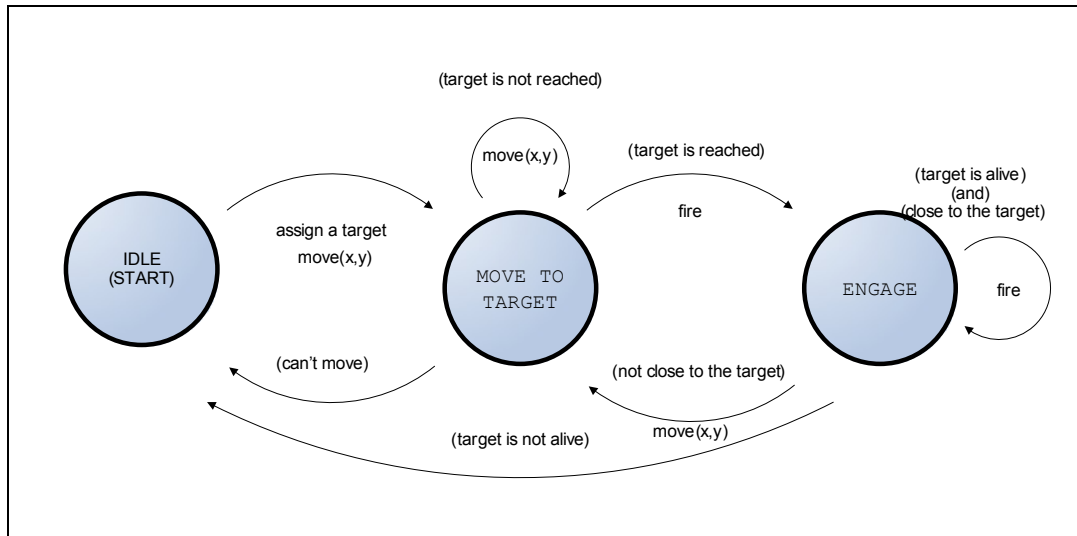 (target is not reached)
move(x,y)
(target is reached)
fire
(target is alive)
(and)
(close to the target)
fire
assign a target
move(x,y)
IDLE
(START)
MOVE TO
TARGET
ENGAGE
(can't move)
(not close to the target)
move(x,y)
(target is not alive)